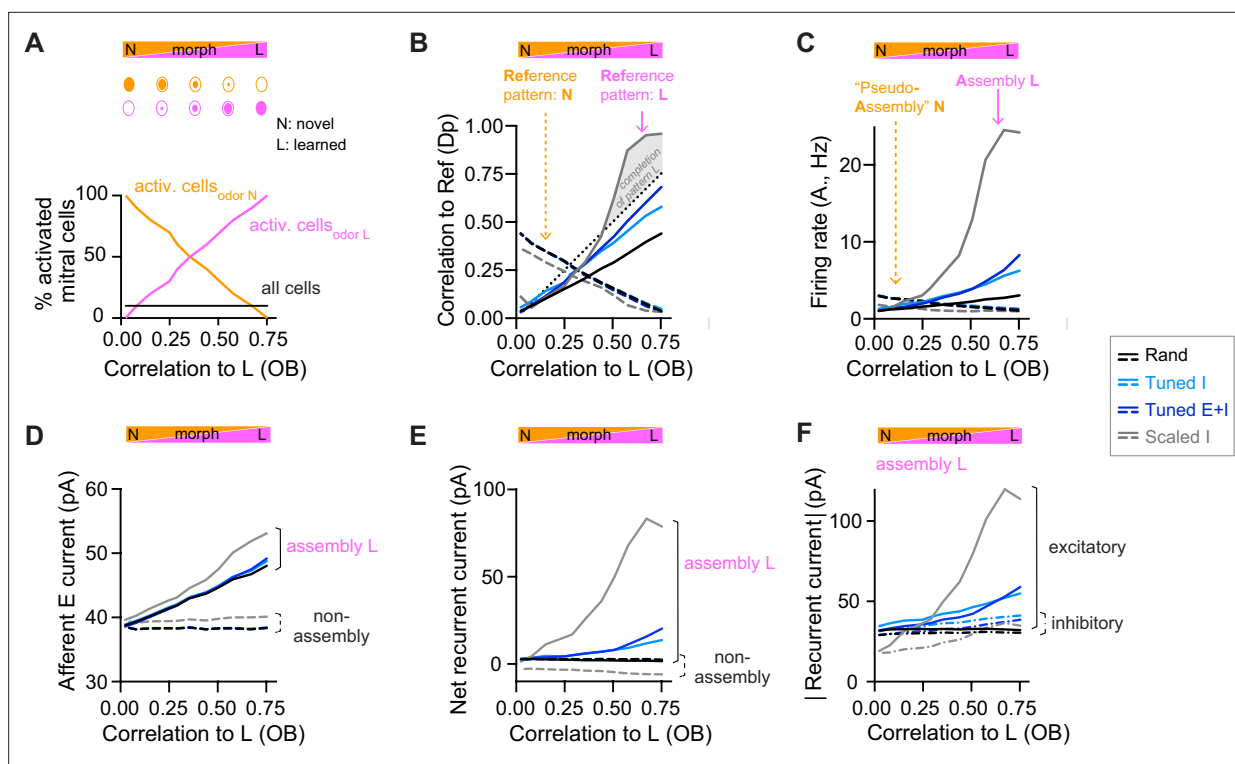 A
N morph L
N: novel
L: learned
activ. cells odor N
activ. cells odor L
all cells
% activated
mitral cells
100
50
0
0.00 0.25 0.50 0.75
Correlation to L (OB)
B
N morph L
Reference
pattern: N
Reference
pattern: L
completion
of pattern L
Correlation to Ref (Dp)
1.00
0.75
0.50
0.25
0.00
0.00 0.25 0.50 0.75
Correlation to L (OB)
C
N morph L
"Pseudo-
Assembly" N
Assembly L
Firing rate (A., Hz)
20
10
0
0.00 0.25 0.50 0.75
Correlation to L (OB)
Rand
Tuned I
Tuned E+I
Scaled I
D
N morph L
Afferent E current (pA)
60
50
40
30
assembly L
non-
assembly
0.00 0.25 0.50 0.75
Correlation to L (OB)
E
N morph L
Net recurrent current (pA)
100
50
0
assembly L
non-
assembly
0.00 0.25 0.50 0.75
Correlation to L (OB)
F
N morph L
assembly L
| Recurrent current| (pA)
100
50
0
excitatory
inhibitory
0.00 0.25 0.50 0.75
Correlation to L (OB)